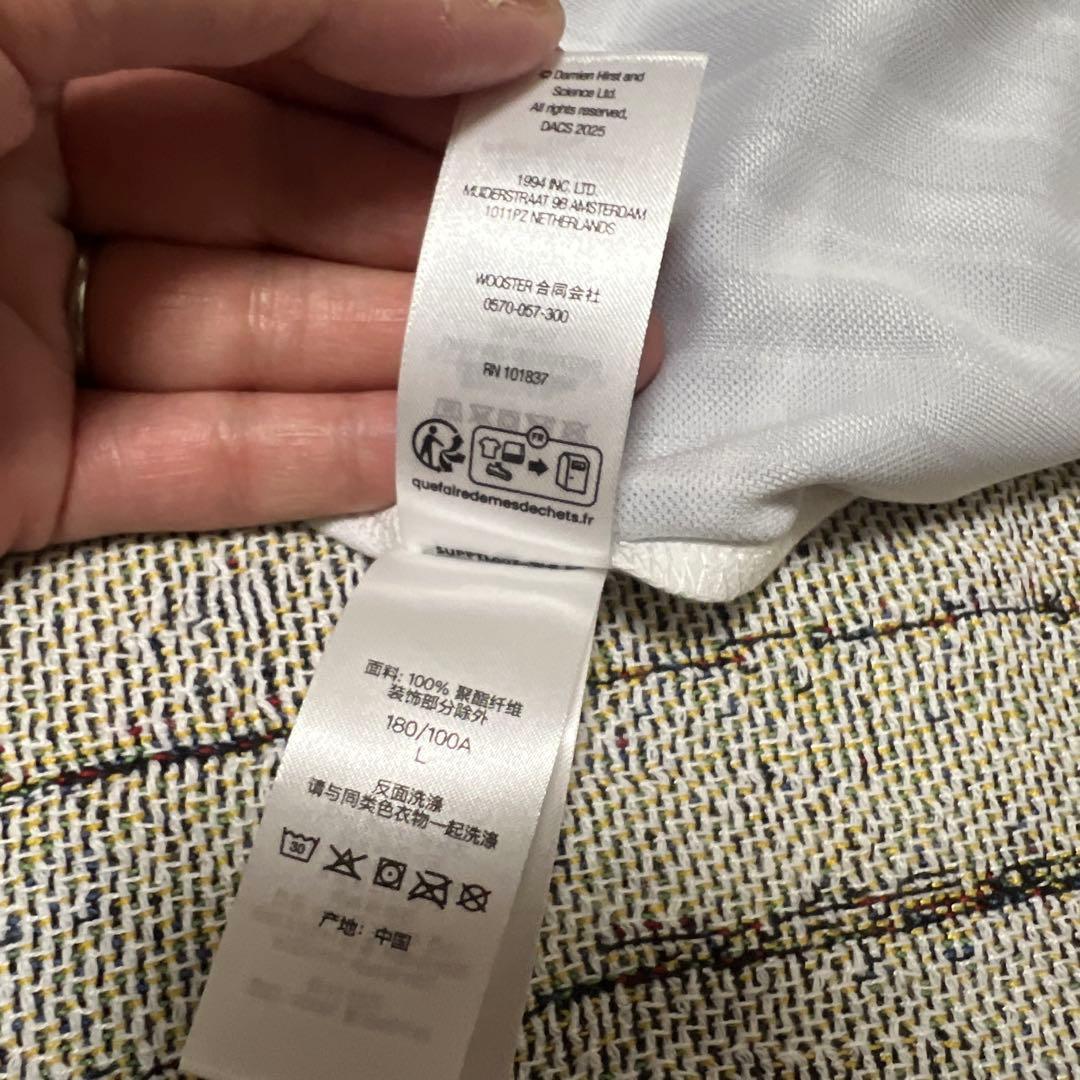 © Damien Hirst and
Science Ltd.
All rights reserved,
DACS 2025
1994 INC. LTD.
MUIDERSTRAAT 9B AMSTERDAM
1011PZ NETHERLANDS
WOOSTER 合同会社
0570-057-300
RN 101837
FR
quefairedemesdechets.fr
面料: 100% 聚酯纤维
装饰部分除外
180/100A
L
反面洗涤
请与同类色衣物一起洗涤
30
产地: 中国